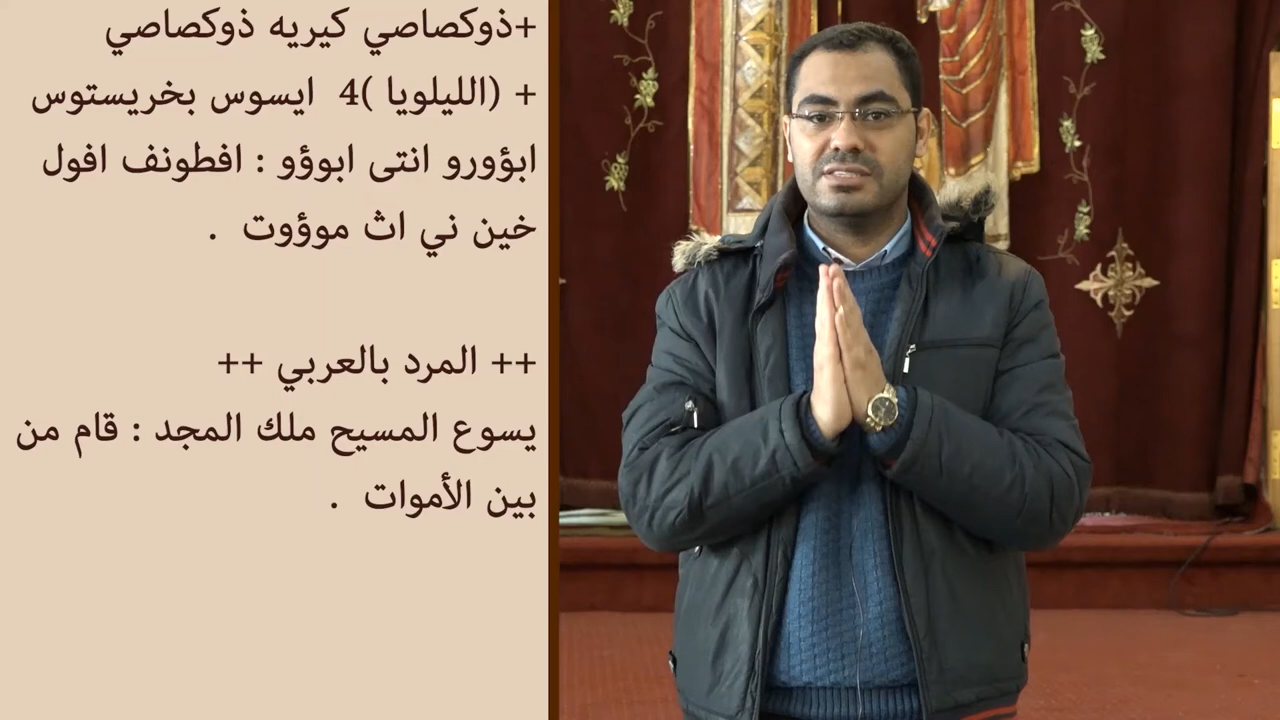 +ذوكصاصي كيريه ذوكصاصي
+ (الليلويا )4 ايسوس بخريستوس
ابؤورو انتى ابوؤو : افطونف افول
خين ني اث موؤوت .
++ المرد بالعربي ++
يسوع المسيح ملك المجد : قام من
بين الأموات .